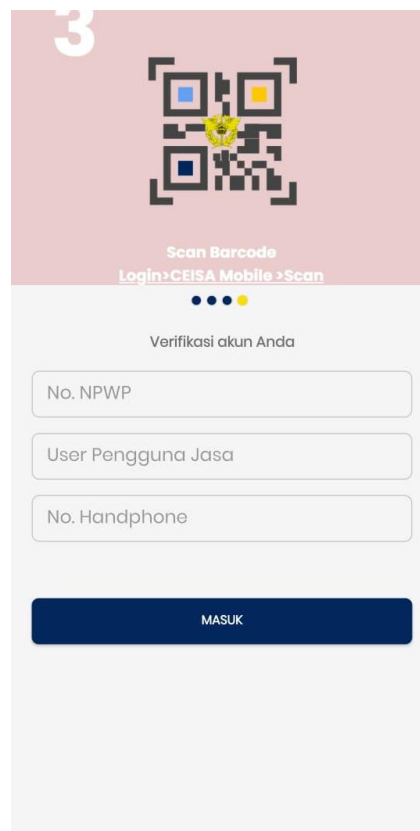 3
Scan Barcode
Login>CEISA Mobile >Scan
Verifikasi akun Anda
No. NPWP
User Pengguna Jasa
No. Handphone
MASUK